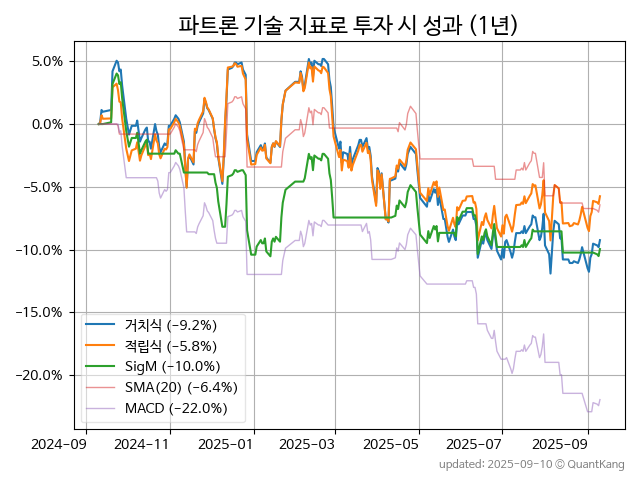 파트론 기술 지표로 투자 시 성과 (1년)
5.0%
0.0%
−5.0%
−10.0%
−15.0%
−20.0%
거치식 (−9.2%)
적립식 (−5.8%)
SigM (−10.0%)
SMA(20) (−6.4%)
MACD (−22.0%)
2024-09 2024-11 2025-01 2025-03 2025-05 2025-07 2025-09
updated: 2025-09-10 © QuantKang